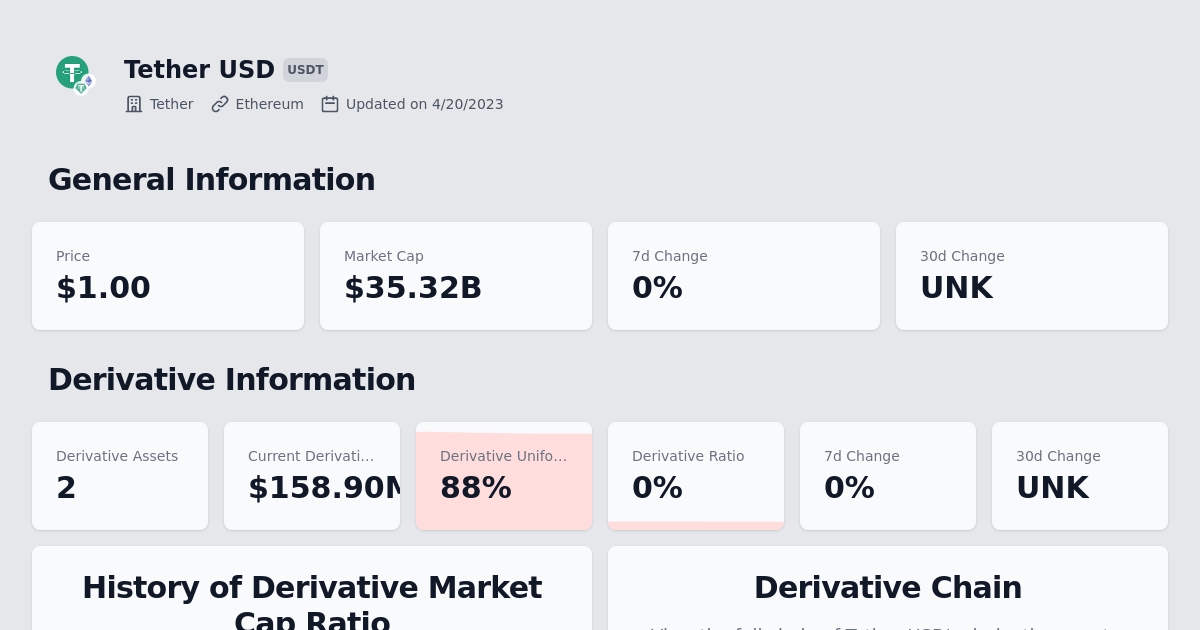 Tether USD USDT
Tether Ethereum Updated on 4/20/2023
General Information
Price
$1.00
Market Cap
$35.32B
7d Change
0%
30d Change
UNK
Derivative Information
Derivative Assets
2
Current Derivati...
$158.90M
Derivative Unifo...
88%
Derivative Ratio
0%
7d Change
0%
30d Change
UNK
History of Derivative Market
Cap Ratio
Derivative Chain